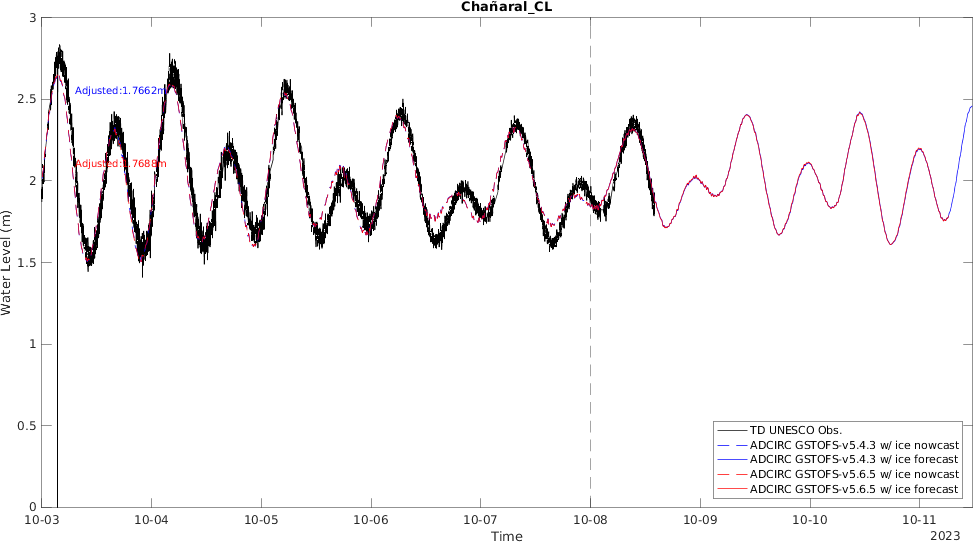 Chañaral_CL
3
2.5
2
1.5
1
0.5
0
Water Level (m)
Adjusted:1.7662m
Adjusted:1.7688m
TD UNESCO Obs.
ADCIRC GSTOFS-v5.4.3 w/ ice nowcast
ADCIRC GSTOFS-v5.4.3 w/ ice forecast
ADCIRC GSTOFS-v5.6.5 w/ ice nowcast
ADCIRC GSTOFS-v5.6.5 w/ ice forecast
10-03 10-04 10-05 10-06 10-07 10-08 10-09 10-10 10-11
Time
2023